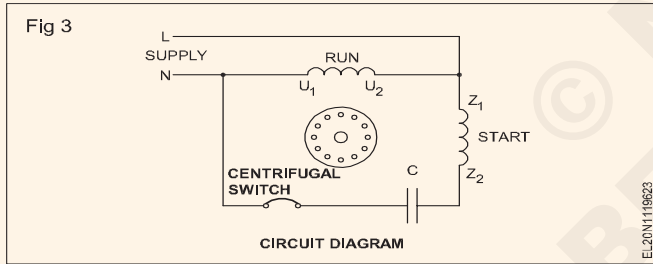 Fig 3
L
SUPPLY
N
RUN
U1 U2
Z1
START
Z2
CENTRIFUGAL
SWITCH
C
CIRCUIT DIAGRAM
EL20N1119623
©